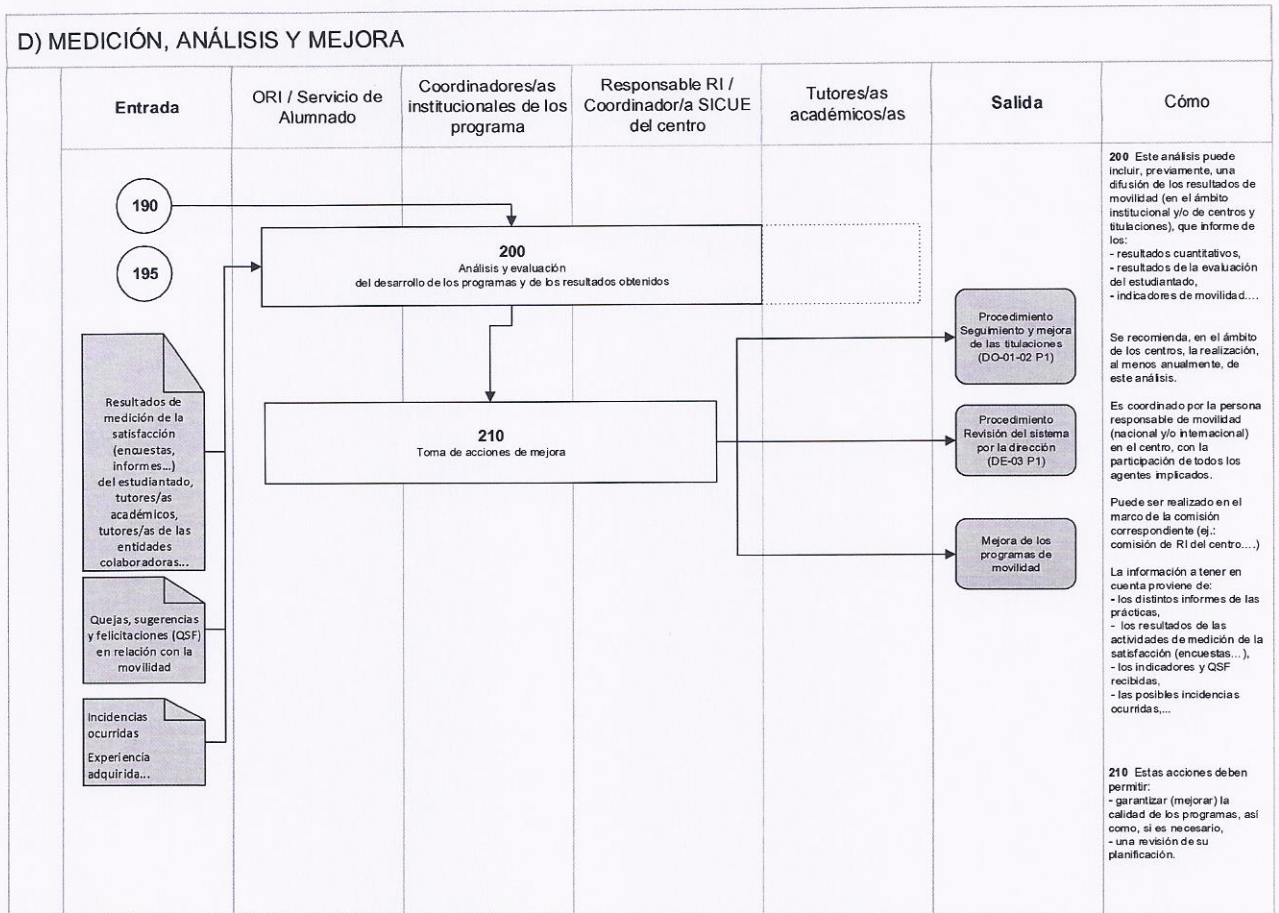 D) MEDICIÓN, ANÁLISIS Y MEJORA
Entrada
ORI / Servicio de
Alumnado
Coordinadores/as
institucionales de los
programa
Responsable RI /
Coordinador/a SICUE
del centro
Tutores/as
académicos/as
Salida
Cómo
190
195
200
Análisis y evaluación
del desarrollo de los programas y de los resultados obtenidos
210
Toma de acciones de mejora
Resultados de
medición de la
satisfacción
(encuestas,
informes...)
del estudiantado,
tutores/as
académicos,
tutores/as de las
entidades
colaboradoras...
Quejas, sugerencias
y felicitaciones (QSF)
en relación con la
movilidad
Incidencias
ocurridas
Experiencia
adquirida...
Procedimiento
Seguimiento y mejora
de las titulaciones
(DO-01-02 P1)
Procedimiento
Revisión del sistema
por la dirección
(DE-03 P1)
Mejora de los
programas de
movilidad
200 Este análisis puede
incluir, previamente, una
difusión de los resultados de
movilidad (en el ámbito
institucional y/o de centros y
titulaciones), que informe de
los:
- resultados cuantitativos,
- resultados de la evaluación
del estudiantado,
- indicadores de movilidad....
Se recomienda, en el ámbito
de los centros, la realización,
al menos anualmente, de
este análisis.
Es coordinado por la persona
responsable de movilidad
(nacional y/o internacional)
en el centro, con la
participación de todos los
agentes implicados.
Puede ser realizado en el
marco de la comisión
correspondiente (ej.:
comisión de RI del centro....)
La información a tener en
cuenta proviene de:
- los distintos informes de las
prácticas,
- los resultados de las
actividades de medición de la
satisfacción (encuestas...),
- los indicadores y QSF
recibidas,
- las posibles incidencias
ocurridas,...
210 Estas acciones deben
permitir:
- garantizar (mejorar) la
calidad de los programas, así
como, si es necesario,
- una revisión de su
planificación.